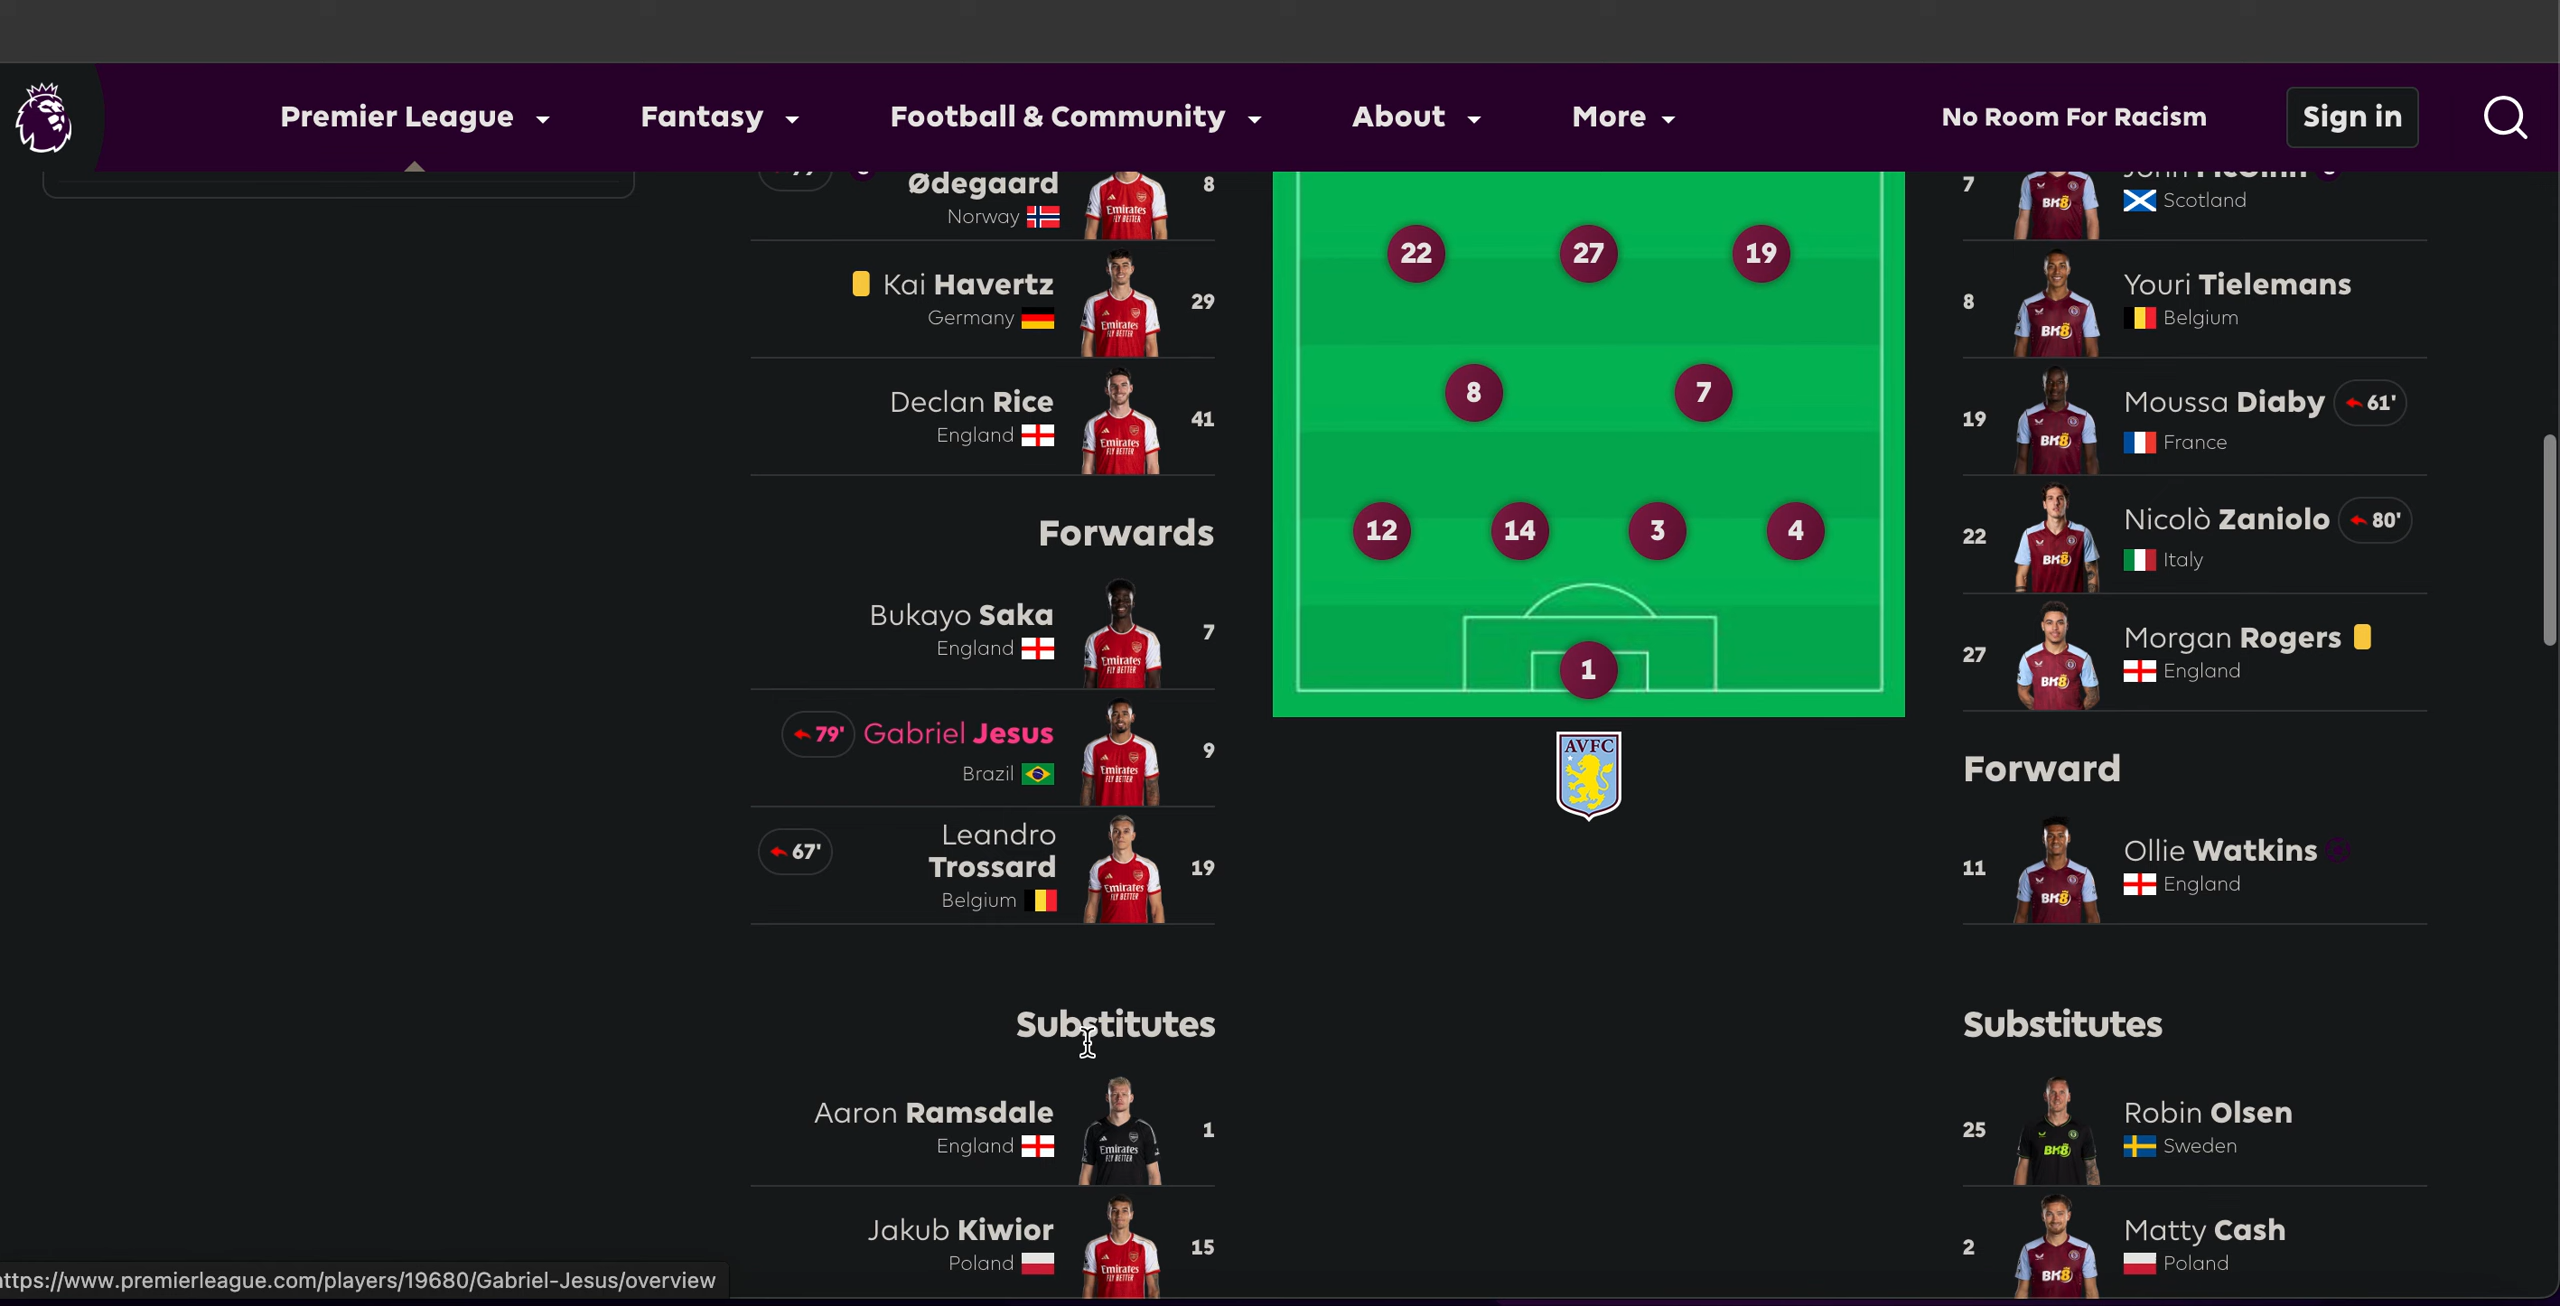 Premier League
Fantasy
Football & Community
About
More
No Room For Racism
Sign in
Ødegaard
Norway
8
Kai Havertz
Germany
29
Declan Rice
England
41
Forwards
Bukayo Saka
England
7
79' Gabriel Jesus
Brazil
9
67'
Leandro
Trossard
Belgium
19
Substitutes
Aaron Ramsdale
England
1
Jakub Kiwior
Poland
15
22 27 19
8 7
12 14 3 4
1
AVFC
7
Scotland
8
Youri Tielemans
Belgium
19
Moussa Diaby 61'
France
22
Nicolò Zaniolo 80'
Italy
27
Morgan Rogers
England
Forward
11
Ollie Watkins
England
Substitutes
25
Robin Olsen
Sweden
2
Matty Cash
Poland
Emirates
FLY BETTER
BK8
ttps://www.premierleague.com/players/19680/Gabriel-Jesus/overview